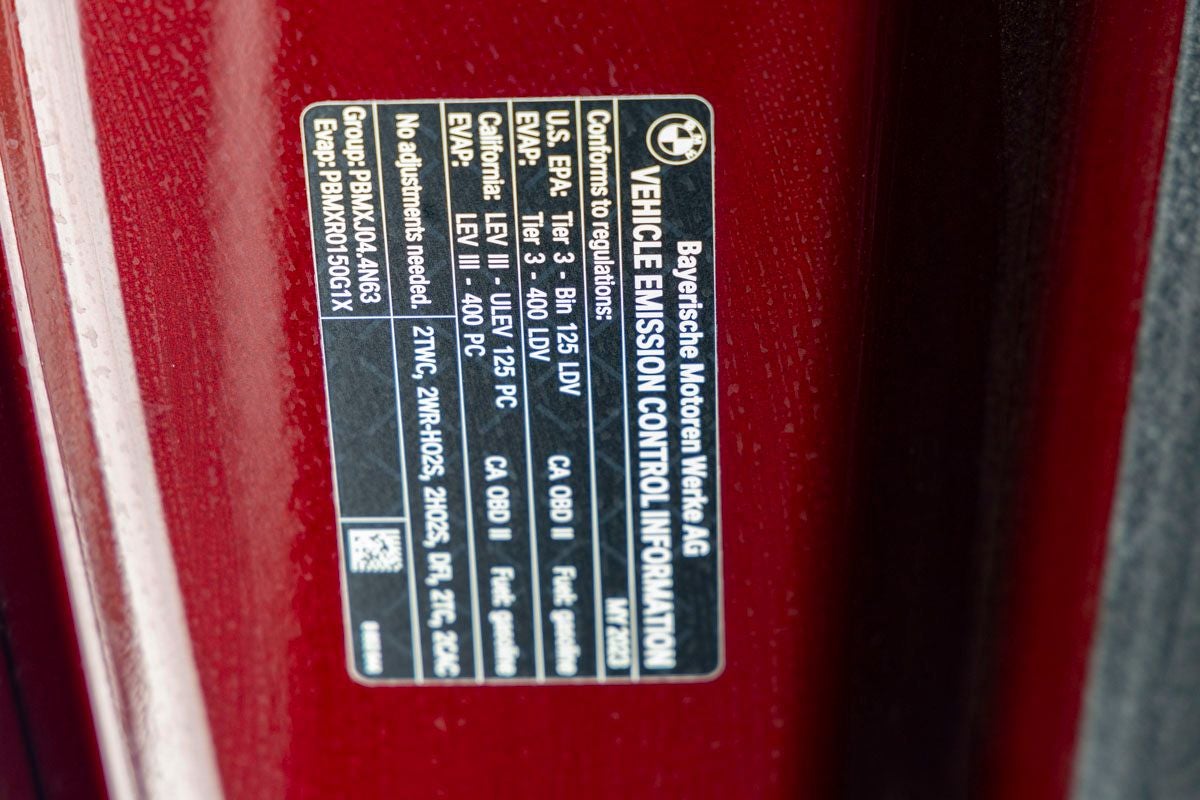 Bayerische Motoren Werke AG
VEHICLE EMISSION CONTROL INFORMATION
Conforms to regulations: MY 2023
U.S. EPA: Tier 3 - Bin 125 LDV CA OBD II Fuel: gasoline
EVAP: Tier 3 - 400 LDV
California: LEV III - ULEV 125 PC CA OBD II Fuel: gasoline
EVAP: LEV III - 400 PC
No adjustments needed. 2TWC, 2WR-HO2S, 2HO2S, DFI, 2TC, 2CAC
Group: PBMXJ04.4N63
Evap: PBMXR0150G1X